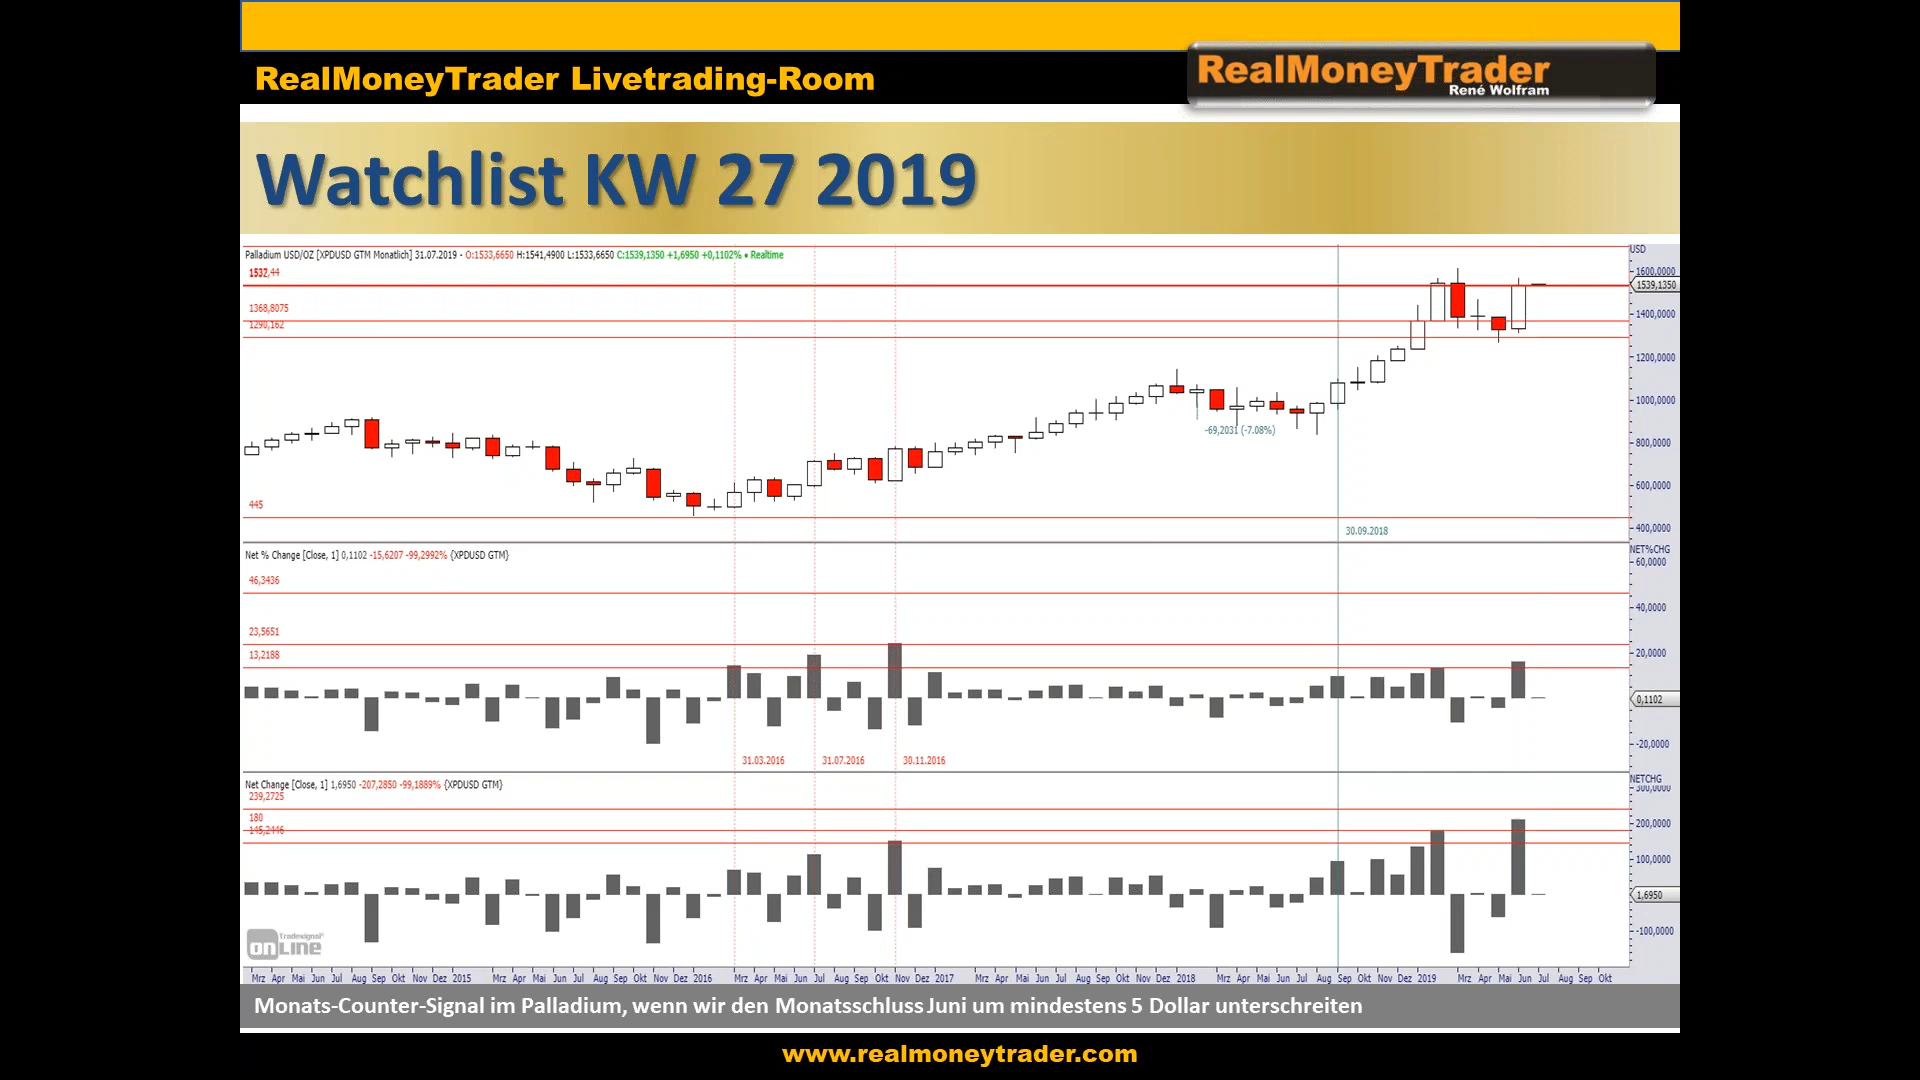 RealMoneyTrader Livetrading-Room
RealMoneyTrader
René Wolfram
Watchlist KW 27 2019
Palladium USD/OZ [XPDUSD GTM Monatlich] 31.07.2019 - O:1533,6650 H:1541,4900 L:1533,6650 C:1539,1350 +1,6950 +0,1102% • Realtime
USD
1537,44
1600,0000
1539,1350
1368,8075
1400,0000
1290,162
1200,0000
1000,0000
-69,2031 (-7.08%)
800,0000
600,0000
445
400,0000
30.09.2018
Net % Change [Close, 1] 0,1102 -15,6207 -99,2992% {XPDUSD GTM}
NET%CHG
60,0000
46,3436
40,0000
23,5651
13,2188
20,0000
0,1102
-20,0000
31.03.2016 31.07.2016 30.11.2016
Net Change [Close, 1] 1,6950 -207,2850 -99,1889% {XPDUSD GTM}
NETCHG
300,0000
239,2725
180
200,0000
145,2446
100,0000
1,6950
-100,0000
Tradesignal®
onLINE
Mrz Apr Mai Jun Jul Aug Sep Okt Nov Dez 2015 Mrz Apr Mai Jun Jul Aug Sep Okt Nov Dez 2016 Mrz Apr Mai Jun Jul Aug Sep Okt Nov Dez 2017 Mrz Apr Mai Jun Jul Aug Sep Okt Nov Dez 2018 Mrz Apr Mai Jun Jul Aug Sep Okt Nov Dez 2019 Mrz Apr Mai Jun Jul Aug Sep Okt
Monats-Counter-Signal im Palladium, wenn wir den Monatsschluss Juni um mindestens 5 Dollar unterschreiten
www.realmoneytrader.com